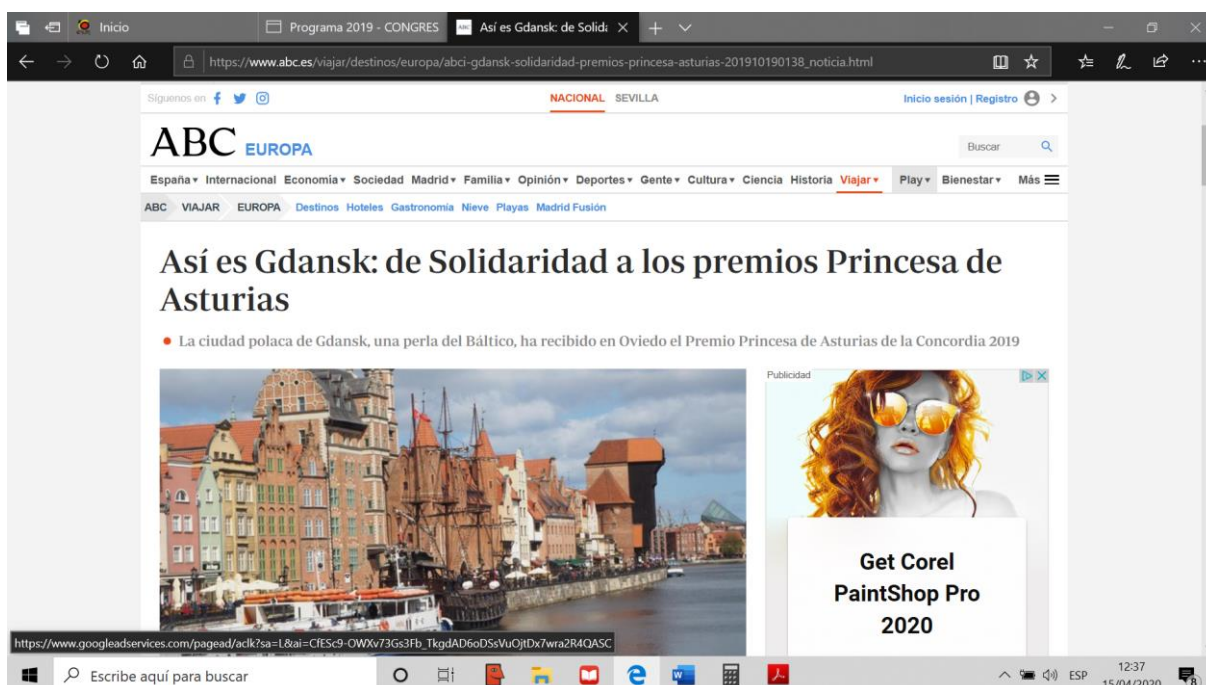 Inicio
Programa 2019 - CONGRES
Así es Gdansk: de Solida
https://www.abc.es/viajar/destinos/europa/abci-gdansk-solidaridad-premios-princesa-asturias-201910190138_noticia.html
Síguenos en
NACIONAL SEVILLA
Inicio sesión | Registro
ABC EUROPA
Buscar
España Internacional Economía Sociedad Madrid Familia Opinión Deportes Gente Cultura Ciencia Historia Viajar Play Bienestar Más
ABC VIAJAR EUROPA Destinos Hoteles Gastronomía Nieve Playas Madrid Fusión
Así es Gdansk: de Solidaridad a los premios Princesa de
Asturias
La ciudad polaca de Gdansk, una perla del Báltico, ha recibido en Oviedo el Premio Princesa de Asturias de la Concordia 2019
Publicidad
Get Corel
PaintShop Pro
2020
https://www.googleadservices.com/pagead/aclk?sa=L&ai=CfESc9-OWXv73Gs3Fb_TkgdAD6oDSsVuOjtDx7wra2R4QASC
Escribe aquí para buscar
ESP
12:37
15/04/2020
8